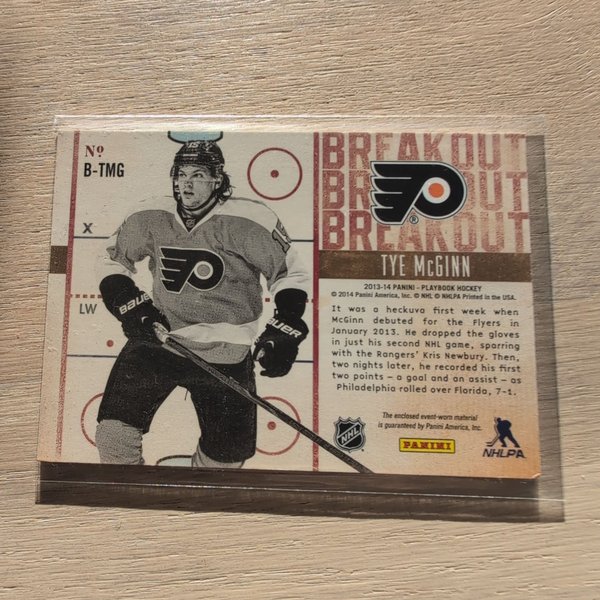 Nº
B-TMG
X
LW
15
BAUER
BAUER
BREAKOUT
BREAKOUT
BREAKOUT
®
TYE McGINN
2013-14 PANINI - PLAYBOOK HOCKEY
© 2014 Panini America, Inc. © NHL © NHLPA Printed in the USA.
It was a heckuva first week when
McGinn debuted for the Flyers in
January 2013. He dropped the gloves
in just his second NHL game, sparring
with the Rangers' Kris Newbury. Then,
two nights later, he recorded his first
two points – a goal and an assist – as
Philadelphia rolled over Florida, 7-1.
The enclosed event-worn material
is guaranteed by Panini America, Inc.
NHL
PANINI
NHLPA